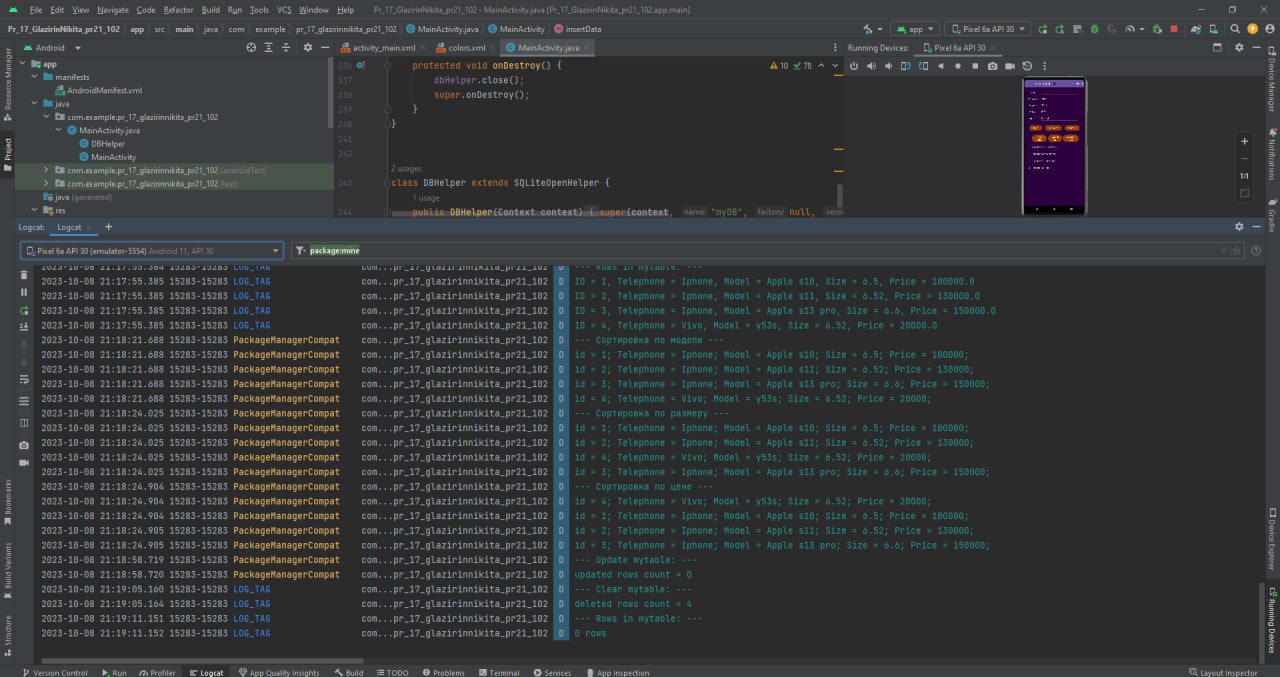 File Edit View Navigate Code Refactor Build Run Tools VCS Window Help Pr_17_GlazirinNikita_pr21_102 - MainActivity.java [Pr_17_GlazirinNikita_pr21_102.app.main]
Pr_17_GlazirinNikita_pr21_102 app src main java com example pr_17_glazirinnikita_pr21_102 MainActivity.java MainActivity insertData app Pixel 6a API 30
Android activity_main.xml colors.xml MainActivity.java Running Devices: Pixel 6a API 30
Resource Manager
Project
Bookmarks
Build Variants
Structure
app
manifests
AndroidManifest.xml
java
com.example.pr_17_glazirinnikita_pr21_102
MainActivity.java
DBHelper
MainActivity
com.example.pr_17_glazirinnikita_pr21_102 (androidTest)
com.example.pr_17_glazirinnikita_pr21_102 (test)
java (generated)
res
10 78
236 protected void onDestroy() {
237 dbHelper.close();
238 super.onDestroy();
239 }
240 }
241
242
2 usages
243 class DBHelper extends SQLiteOpenHelper {
1 usage
244 public DBHelper(Context context) { super(context, name: "myDB", factory: null, versi
1:1
Device Manager
Notifications
Gradle
Device Explorer
Running Devices
Logcat: Logcat
Pixel 6a API 30 (emulator-5554) Android 11, API 30 package:mine
2023-10-08 21:17:55.384 15283-15283 LOG_TAG com...pr_17_glazirinnikita_pr21_102 D --- Rows in mytable: ---
2023-10-08 21:17:55.385 15283-15283 LOG_TAG com...pr_17_glazirinnikita_pr21_102 D ID = 1, Telephone = Iphone, Model = Apple s10, Size = 6.5, Price = 100000.0
2023-10-08 21:17:55.385 15283-15283 LOG_TAG com...pr_17_glazirinnikita_pr21_102 D ID = 2, Telephone = Iphone, Model = Apple s11, Size = 6.52, Price = 130000.0
2023-10-08 21:17:55.385 15283-15283 LOG_TAG com...pr_17_glazirinnikita_pr21_102 D ID = 3, Telephone = Iphone, Model = Apple s13 pro, Size = 6.6, Price = 150000.0
2023-10-08 21:17:55.385 15283-15283 LOG_TAG com...pr_17_glazirinnikita_pr21_102 D ID = 4, Telephone = Vivo, Model = y53s, Size = 6.52, Price = 20000.0
2023-10-08 21:18:21.688 15283-15283 PackageManagerCompat com...pr_17_glazirinnikita_pr21_102 D --- Сортировка по модели ---
2023-10-08 21:18:21.688 15283-15283 PackageManagerCompat com...pr_17_glazirinnikita_pr21_102 D id = 1; Telephone = Iphone; Model = Apple s10; Size = 6.5; Price = 100000;
2023-10-08 21:18:21.688 15283-15283 PackageManagerCompat com...pr_17_glazirinnikita_pr21_102 D id = 2; Telephone = Iphone; Model = Apple s11; Size = 6.52; Price = 130000;
2023-10-08 21:18:21.688 15283-15283 PackageManagerCompat com...pr_17_glazirinnikita_pr21_102 D id = 3; Telephone = Iphone; Model = Apple s13 pro; Size = 6.6; Price = 150000;
2023-10-08 21:18:21.688 15283-15283 PackageManagerCompat com...pr_17_glazirinnikita_pr21_102 D id = 4; Telephone = Vivo; Model = y53s; Size = 6.52; Price = 20000;
2023-10-08 21:18:24.025 15283-15283 PackageManagerCompat com...pr_17_glazirinnikita_pr21_102 D --- Сортировка по размеру ---
2023-10-08 21:18:24.025 15283-15283 PackageManagerCompat com...pr_17_glazirinnikita_pr21_102 D id = 1; Telephone = Iphone; Model = Apple s10; Size = 6.5; Price = 100000;
2023-10-08 21:18:24.025 15283-15283 PackageManagerCompat com...pr_17_glazirinnikita_pr21_102 D id = 2; Telephone = Iphone; Model = Apple s11; Size = 6.52; Price = 130000;
2023-10-08 21:18:24.025 15283-15283 PackageManagerCompat com...pr_17_glazirinnikita_pr21_102 D id = 4; Telephone = Vivo; Model = y53s; Size = 6.52; Price = 20000;
2023-10-08 21:18:24.025 15283-15283 PackageManagerCompat com...pr_17_glazirinnikita_pr21_102 D id = 3; Telephone = Iphone; Model = Apple s13 pro; Size = 6.6; Price = 150000;
2023-10-08 21:18:24.904 15283-15283 PackageManagerCompat com...pr_17_glazirinnikita_pr21_102 D --- Сортировка по цене ---
2023-10-08 21:18:24.904 15283-15283 PackageManagerCompat com...pr_17_glazirinnikita_pr21_102 D id = 4; Telephone = Vivo; Model = y53s; Size = 6.52; Price = 20000;
2023-10-08 21:18:24.904 15283-15283 PackageManagerCompat com...pr_17_glazirinnikita_pr21_102 D id = 1; Telephone = Iphone; Model = Apple s10; Size = 6.5; Price = 100000;
2023-10-08 21:18:24.905 15283-15283 PackageManagerCompat com...pr_17_glazirinnikita_pr21_102 D id = 2; Telephone = Iphone; Model = Apple s11; Size = 6.52; Price = 130000;
2023-10-08 21:18:24.905 15283-15283 PackageManagerCompat com...pr_17_glazirinnikita_pr21_102 D id = 3; Telephone = Iphone; Model = Apple s13 pro; Size = 6.6; Price = 150000;
2023-10-08 21:18:58.719 15283-15283 PackageManagerCompat com...pr_17_glazirinnikita_pr21_102 D --- Update mytable: ---
2023-10-08 21:18:58.720 15283-15283 PackageManagerCompat com...pr_17_glazirinnikita_pr21_102 D updated rows count = 0
2023-10-08 21:19:05.160 15283-15283 LOG_TAG com...pr_17_glazirinnikita_pr21_102 D --- Clear mytable: ---
2023-10-08 21:19:05.164 15283-15283 LOG_TAG com...pr_17_glazirinnikita_pr21_102 D deleted rows count = 4
2023-10-08 21:19:11.151 15283-15283 LOG_TAG com...pr_17_glazirinnikita_pr21_102 D --- Rows in mytable: ---
2023-10-08 21:19:11.152 15283-15283 LOG_TAG com...pr_17_glazirinnikita_pr21_102 D 0 rows
Version Control Run Profiler Logcat App Quality Insights Build TODO Problems Terminal Services App Inspection Layout Inspector